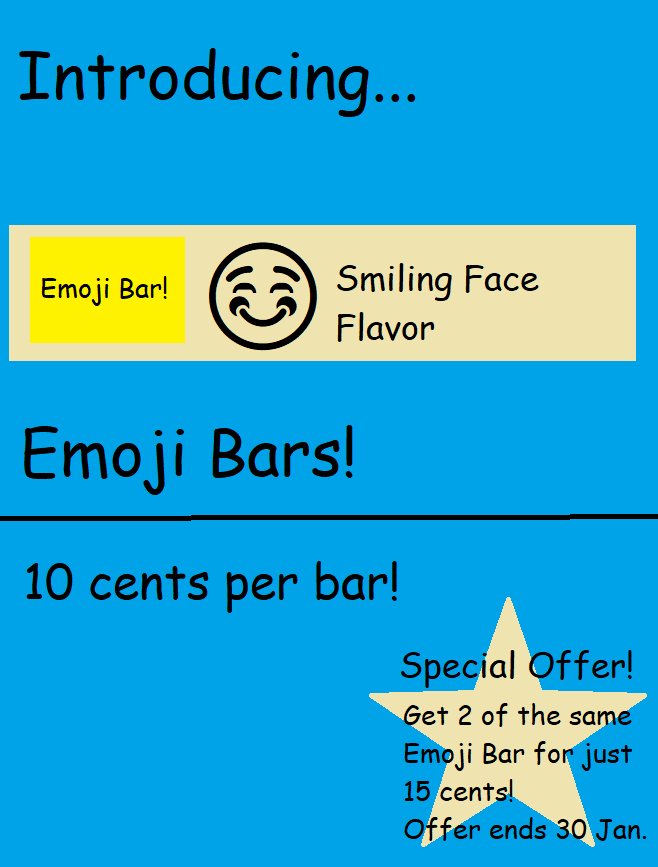 Introducing...
Emoji Bar!
Smiling Face
Flavor
Emoji Bars!
10 cents per bar!
Special Offer!
Get 2 of the same
Emoji Bar for just
15 cents!
Offer ends 30 Jan.